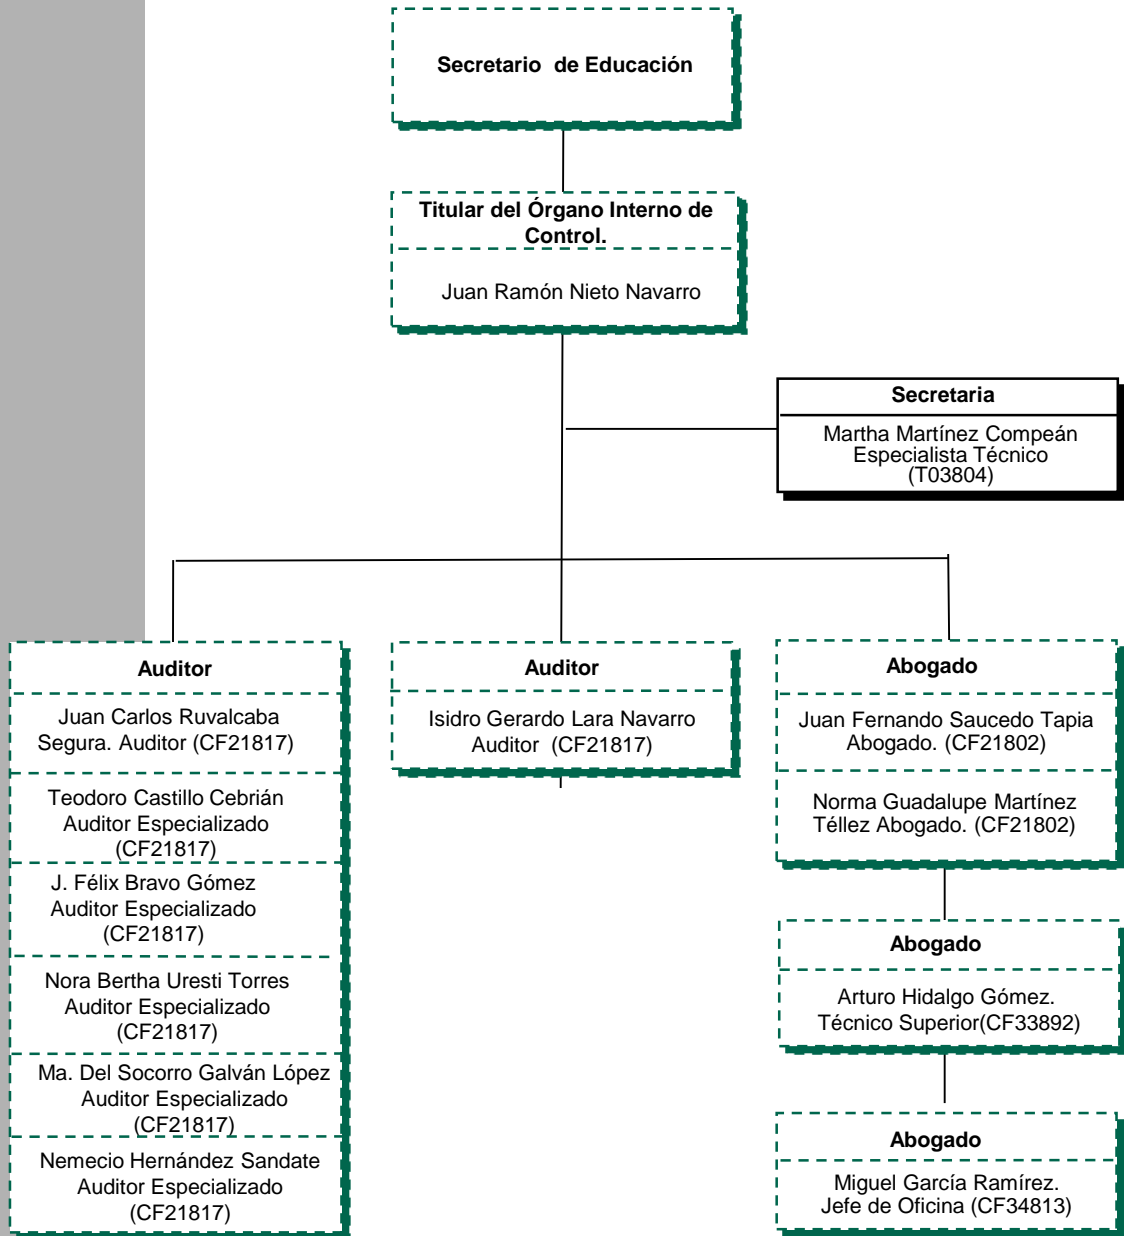 Secretario de Educación
Titular del Órgano Interno de
Control.
Juan Ramón Nieto Navarro
Secretaria
Martha Martínez Compeán
Especialista Técnico
(T03804)
Auditor
Juan Carlos Ruvalcaba
Segura. Auditor (CF21817)
Teodoro Castillo Cebrián
Auditor Especializado
(CF21817)
J. Félix Bravo Gómez
Auditor Especializado
(CF21817)
Nora Bertha Uresti Torres
Auditor Especializado
(CF21817)
Ma. Del Socorro Galván López
Auditor Especializado
(CF21817)
Nemecio Hernández Sandate
Auditor Especializado
(CF21817)
Auditor
Isidro Gerardo Lara Navarro
Auditor (CF21817)
Abogado
Juan Fernando Saucedo Tapia
Abogado. (CF21802)
Norma Guadalupe Martínez
Téllez Abogado. (CF21802)
Abogado
Arturo Hidalgo Gómez.
Técnico Superior(CF33892)
Abogado
Miguel García Ramírez.
Jefe de Oficina (CF34813)